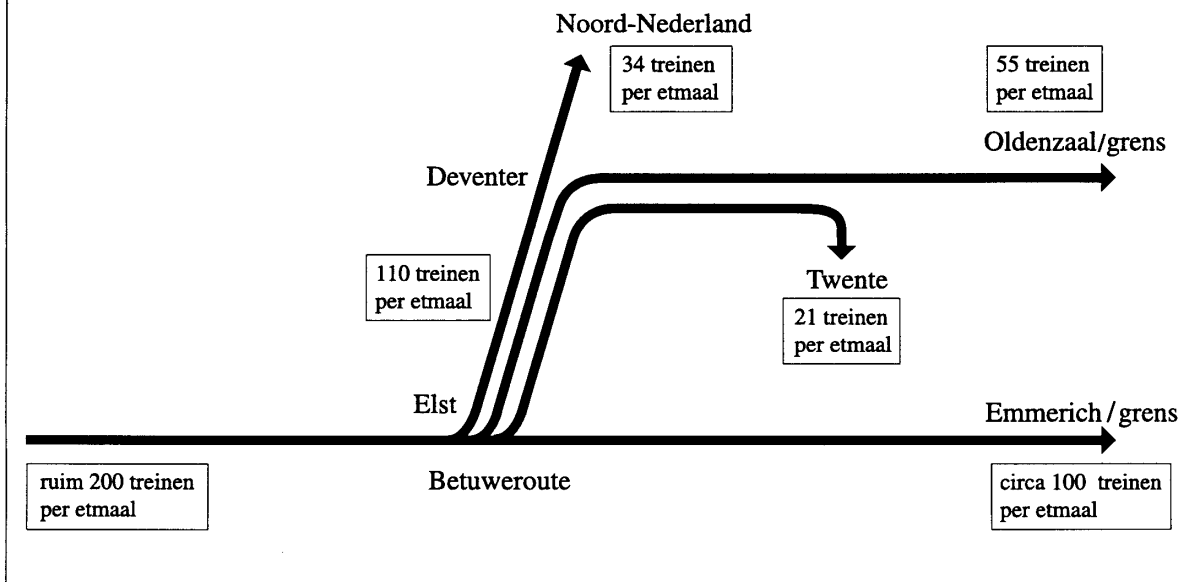 Noord-Nederland
34 treinen
per etmaal
55 treinen
per etmaal
Oldenzaal/grens
Deventer
110 treinen
per etmaal
Twente
21 treinen
per etmaal
Elst
Emmerich/grens
Betuweroute
ruim 200 treinen
per etmaal
circa 100 treinen
per etmaal